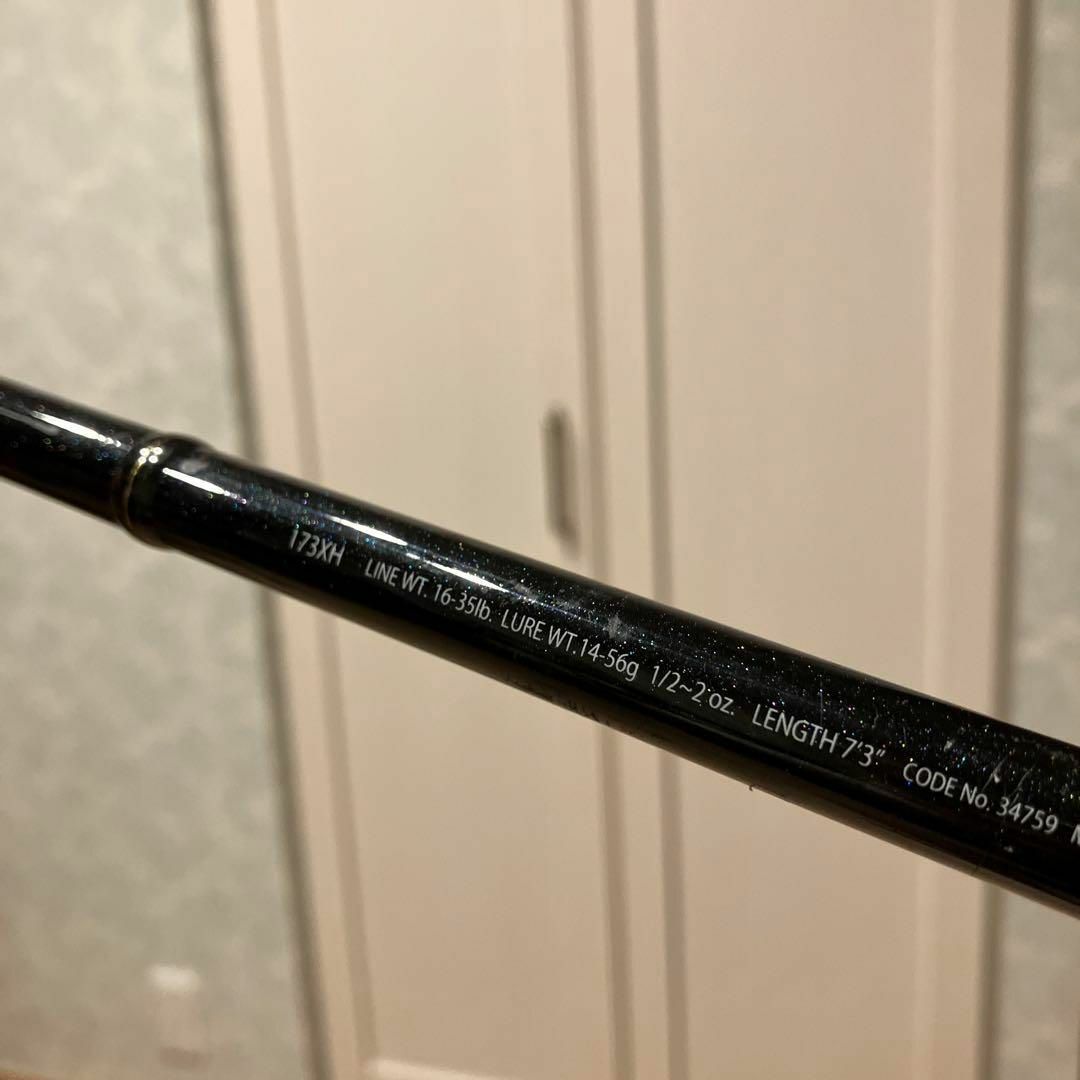 173XH LINE WT. 16-35lb. LURE WT.14-56g 1/2~2 oz. LENGTH 7'3" CODE No. 34759